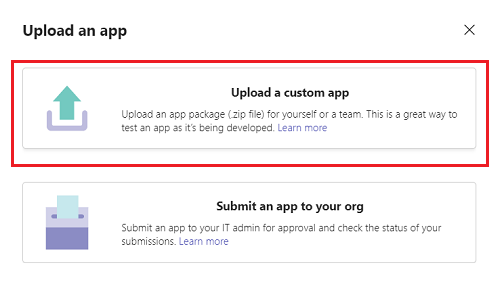 Upload an app
Upload a custom app
Upload an app package (.zip file) for yourself or a team. This is a great way to
test an app as it's being developed. Learn more
Submit an app to your org
Submit an app to your IT admin for approval and check the status of your
submissions. Learn more